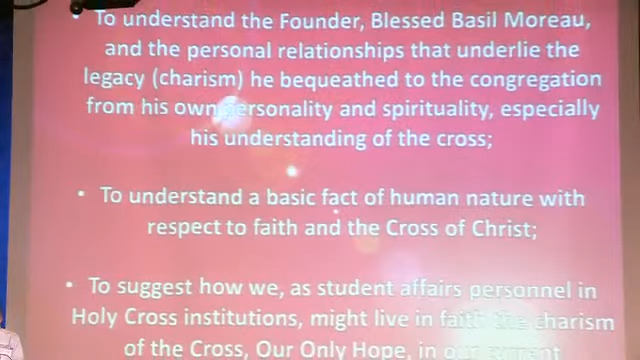 • To understand the Founder, Blessed Basil Moreau,
and the personal relationships that underlie the
legacy (charism) he bequeathed to the congregation
from his own personality and spirituality, especially
his understanding of the cross;
• To understand a basic fact of human nature with
respect to faith and the Cross of Christ;
• To suggest how we, as student affairs personnel in
Holy Cross institutions, might live in faith the charism
of the Cross, Our Only Hope, in our current